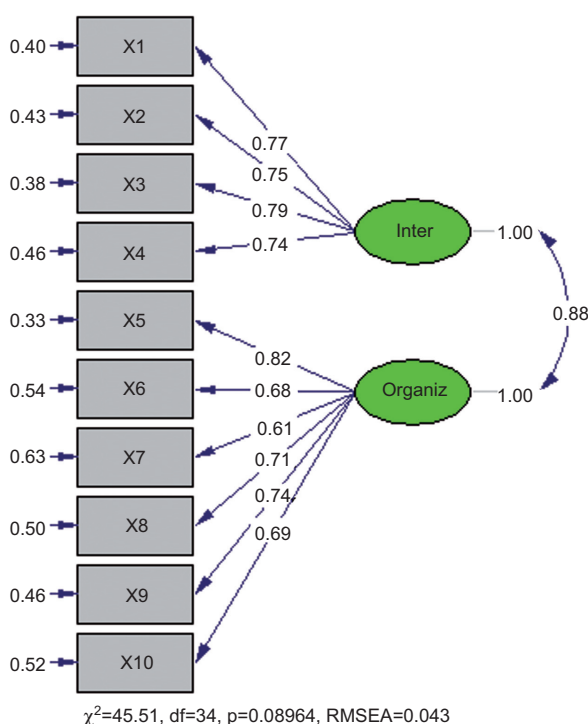 0.40 X1
0.77
0.43 X2
0.75
0.38 X3
0.79
0.46 X4
0.74
Inter 1.00
0.88
0.33 X5
0.82
0.54 X6
0.68
Organiz 1.00
0.63 X7
0.61
0.71
0.50 X8
0.74
0.69
0.46 X9
0.52 X10
χ²=45.51, df=34, p=0.08964, RMSEA=0.043